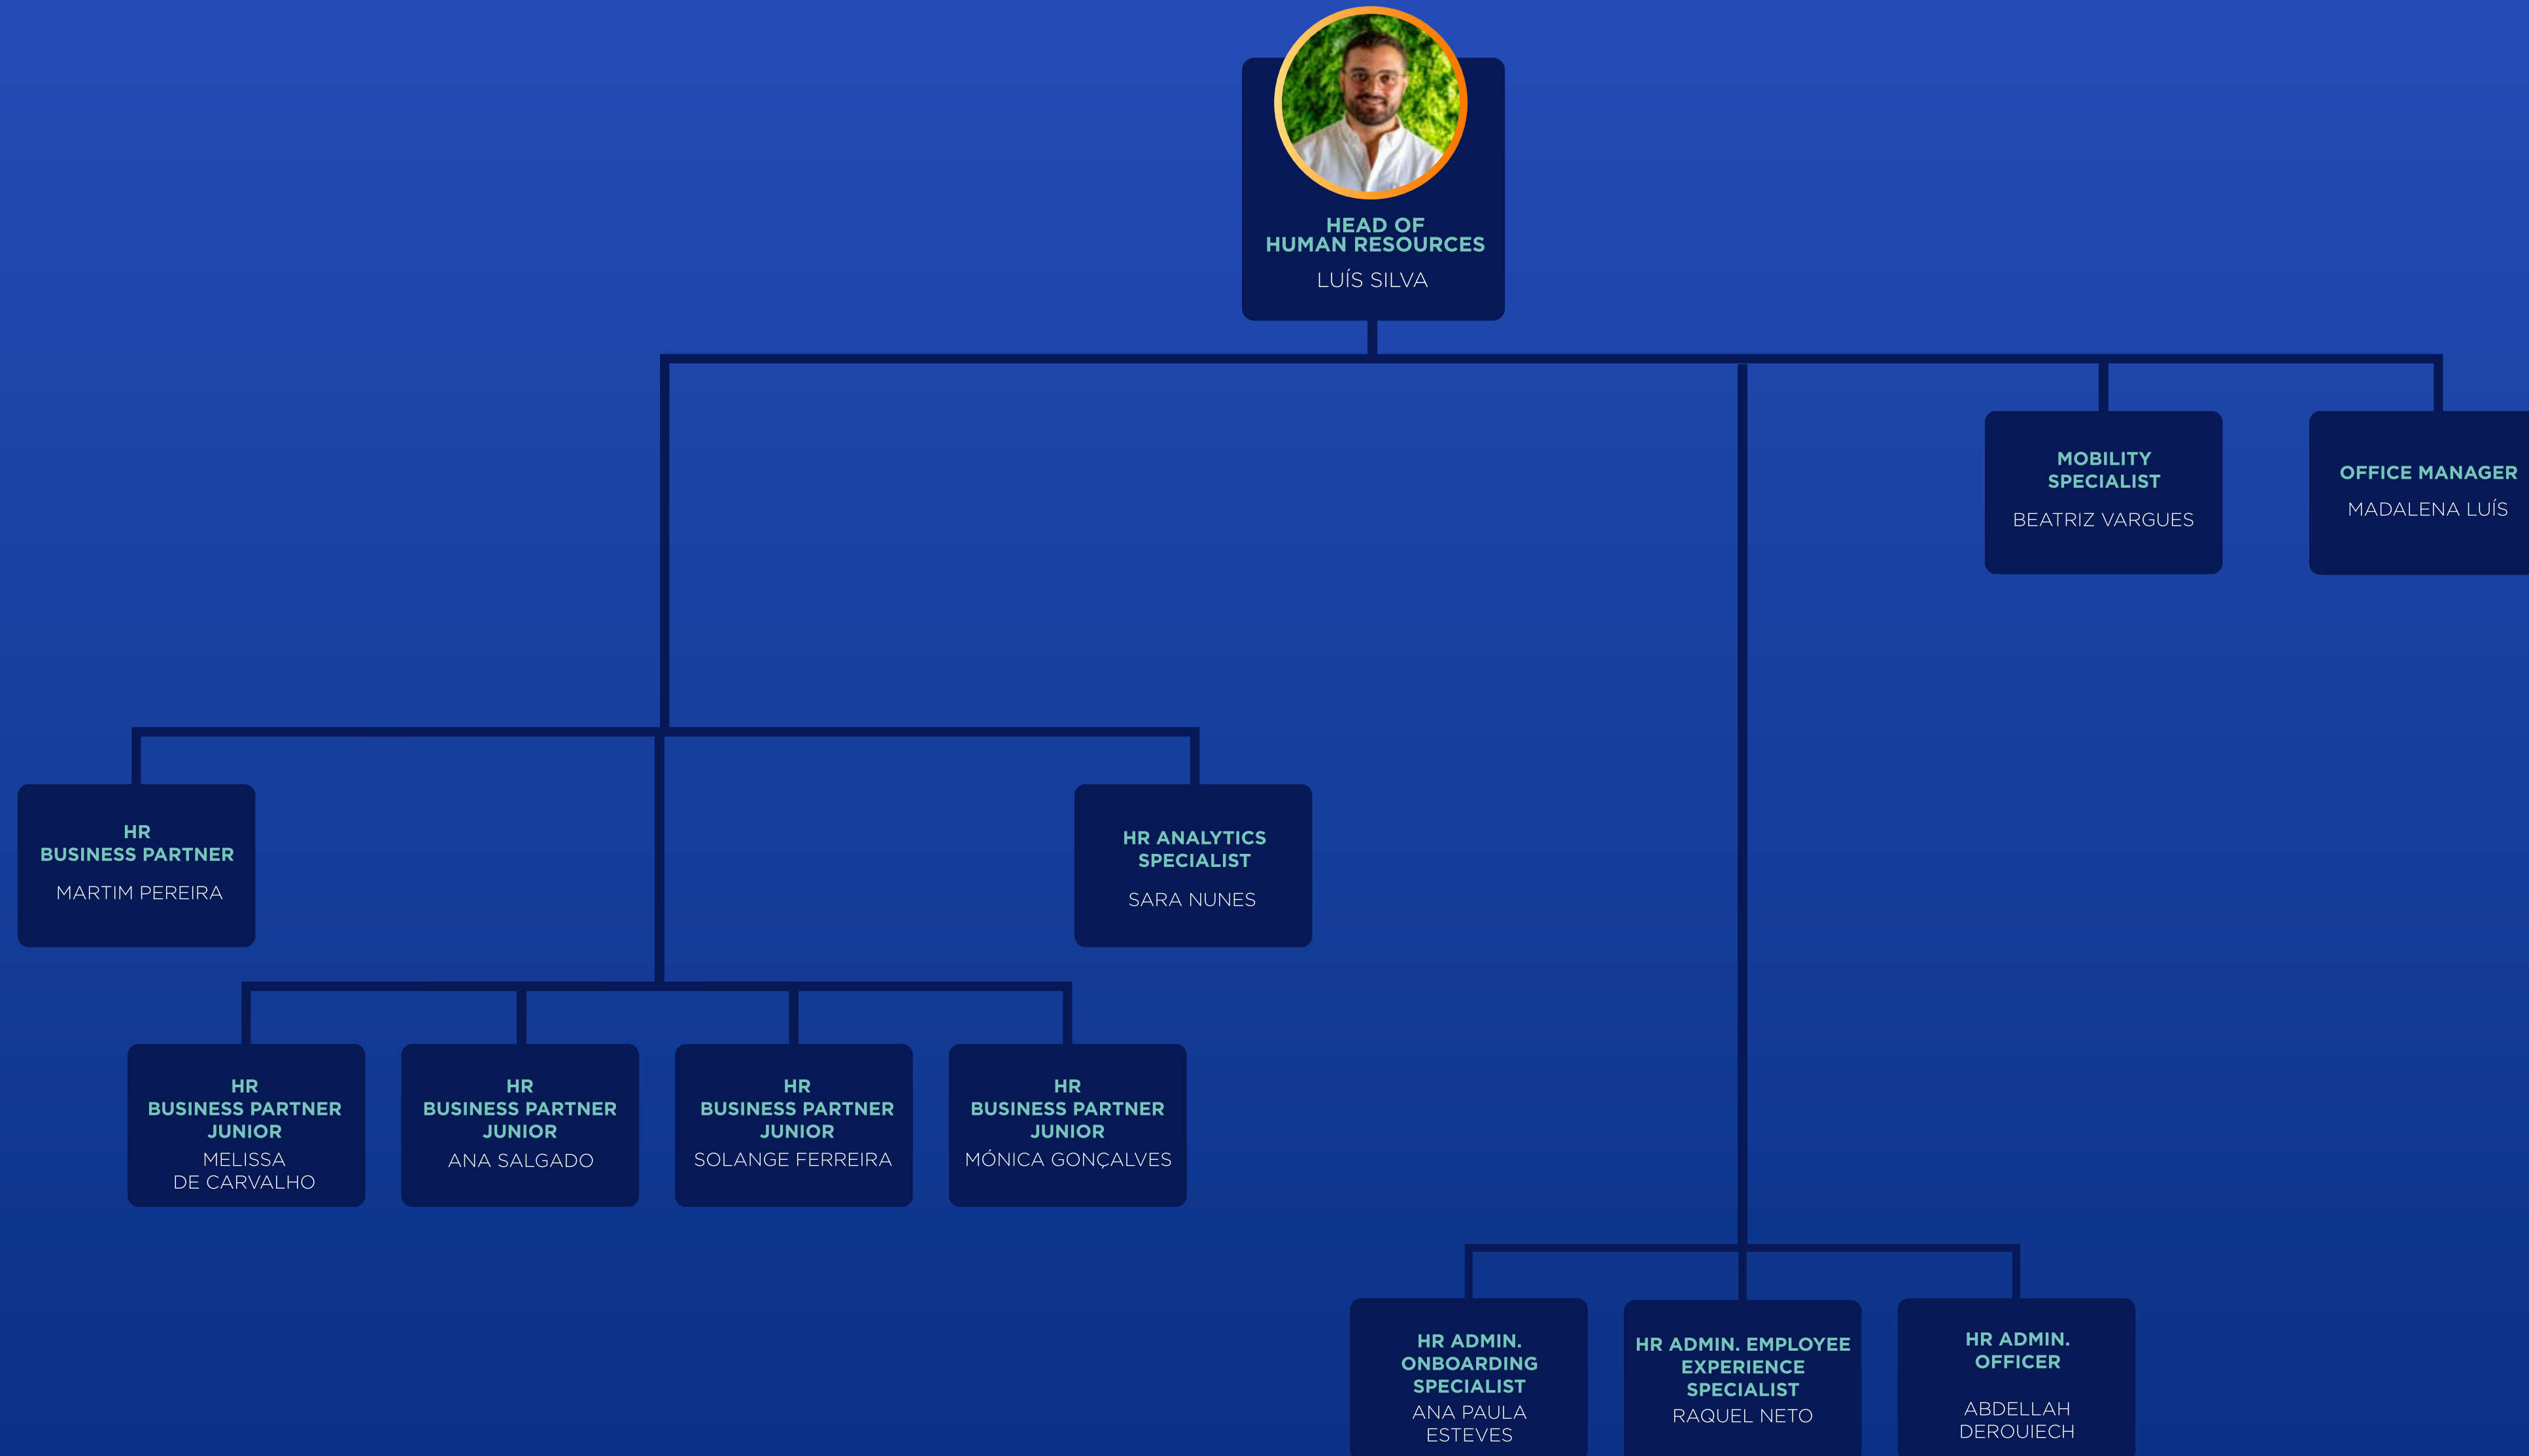 HEAD OF
HUMAN RESOURCES
LUÍS SILVA
MOBILITY
SPECIALIST
BEATRIZ VARGUES
OFFICE MANAGER
MADALENA LUÍS
HR
BUSINESS PARTNER
MARTIM PEREIRA
HR ANALYTICS
SPECIALIST
SARA NUNES
HR
BUSINESS PARTNER
JUNIOR
MELISSA
DE CARVALHO
HR
BUSINESS PARTNER
JUNIOR
ANA SALGADO
HR
BUSINESS PARTNER
JUNIOR
SOLANGE FERREIRA
HR
BUSINESS PARTNER
JUNIOR
MÓNICA GONÇALVES
HR ADMIN.
ONBOARDING
SPECIALIST
ANA PAULA
ESTEVES
HR ADMIN. EMPLOYEE
EXPERIENCE
SPECIALIST
RAQUEL NETO
HR ADMIN.
OFFICER
ABDELLAH
DEROUIECH